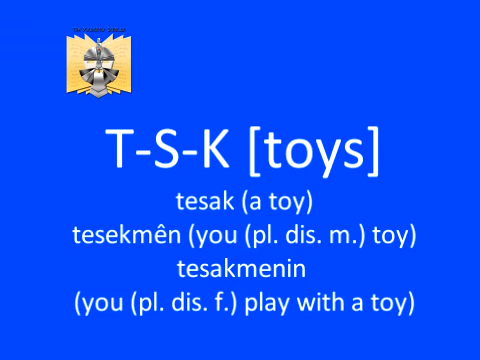 T-S-K [toys]
tesak (a toy)
tesekmên (you (pl. dis. m.) toy)
tesakmenin
(you (pl. dis. f.) play with a toy)